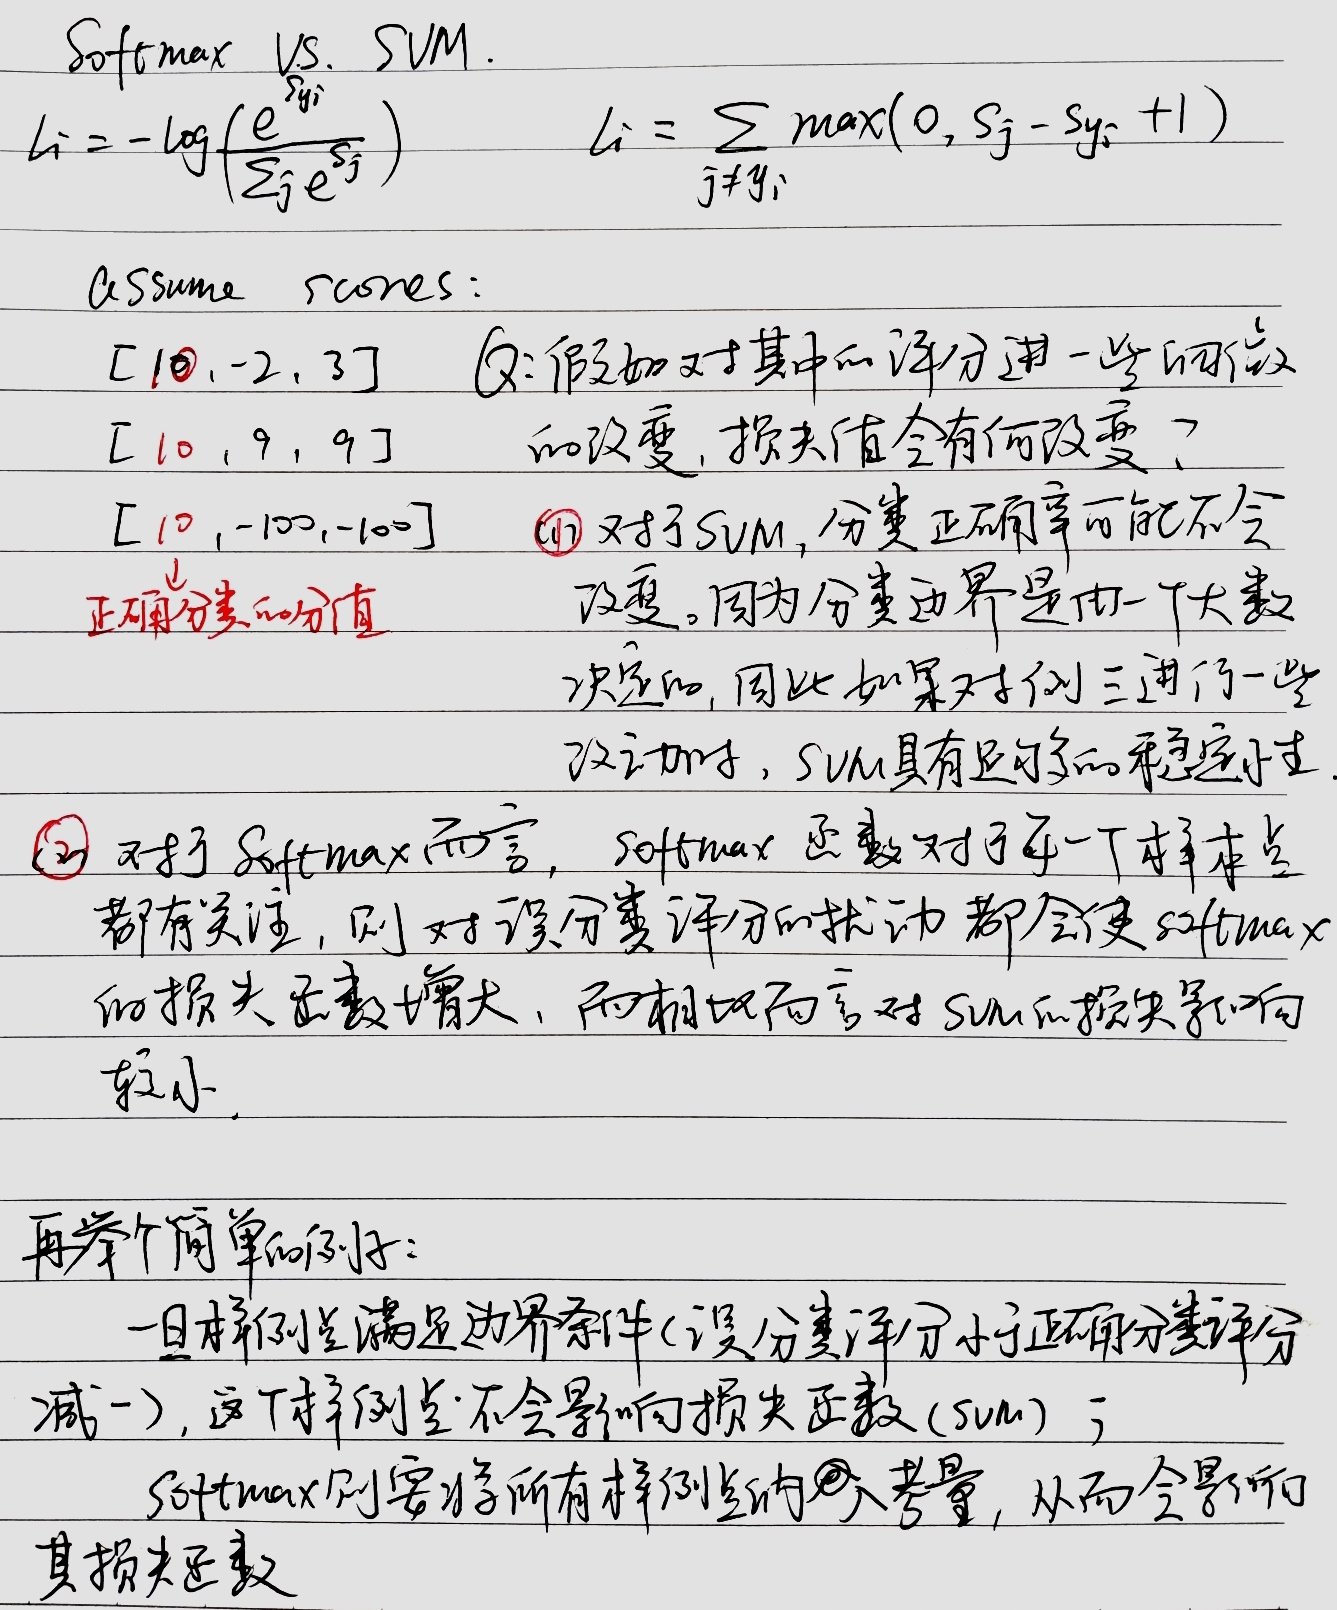 Softmax VS. SVM.
Li = -log(e^{s_{yi}} / Σ_j e^{s_j})    Li = Σ_{j≠yi} max(0, s_j - s_{yi} + 1)
assume scores:
[10, -2, 3]    Q: 假如对其中的评分进一些细微
[10, 9, 9]    的改变, 损失值会有何改变?
[10, -100, -100]    (1) 对于SVM, 分类正确率可能不会
正确分类的分值    改变。因为分类边界是由一个大数
决定的, 因此如果对例三进行一些
改动时, SVM具有足够的稳定性.
(2) 对于Softmax而言, softmax函数对于每一个样本点
都有关注, 则对误分类评分的扰动都会使softmax
的损失函数增大, 而相比而言对SVM的损失影响
较小.
再举个简单的例子:
一旦样例点满足边界条件(误分类评分小于正确分类评分
减一), 这个样例点不会影响损失函数(SVM);
Softmax则要将所有样例点纳入考量, 从而会影响
其损失函数